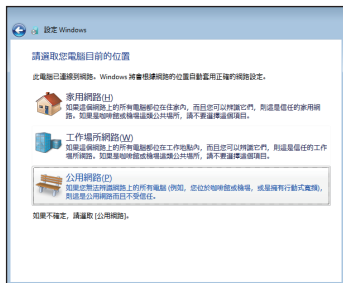 設定 Windows
請選取您電腦目前的位置
此電腦已連線到網路。Windows 將會根據網路的位置自動套用正確的網路設定。
家用網路(H)
如果這個網路上的所有電腦都位在住家內，而且您可以辨識它們，則這是信任的家用網
路。如果是咖啡館或機場這類公共場所，請不要選擇這個項目。
工作場所網路(W)
如果這個網路上的所有電腦都位在工作地點內，而且您可以辨識它們，則這是信任的工作
場所網路。如果是咖啡館或機場這類公共場所，請不要選擇這個項目。
公用網路(P)
如果您無法辨識網路上的所有電腦 (例如，您位於咖啡館或機場，或是擁有行動式寬頻)，
則這是公用網路而且不受信任。
如果不確定，請選取 [公用網路]。